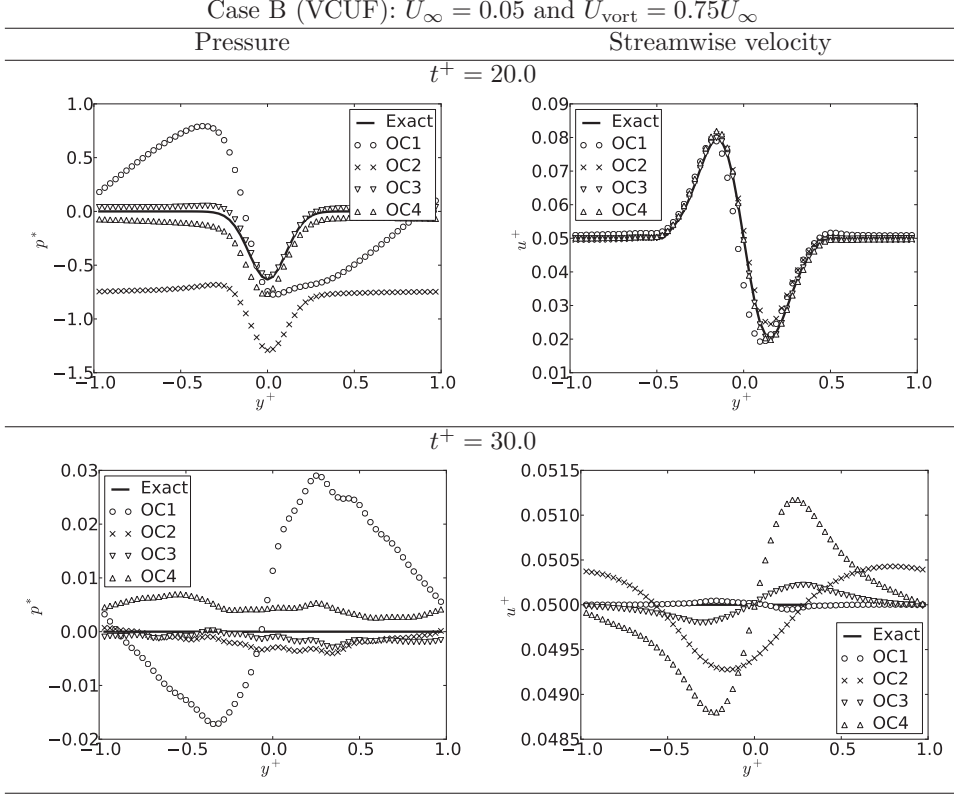 Case B (VCUF): U∞ = 0.05 and Uvort = 0.75U∞
Pressure Streamwise velocity
t+ = 20.0
1.0
0.5
0.0
−0.5
−1.0
−1.5
p*
−1.0 −0.5 0.0 0.5 1.0
y+
Exact
OC1
OC2
OC3
OC4
0.09
0.08
0.07
0.06
0.05
0.04
0.03
0.02
0.01
u+
−1.0 −0.5 0.0 0.5 1.0
y+
Exact
OC1
OC2
OC3
OC4
t+ = 30.0
0.03
0.02
0.01
0.00
−0.01
−0.02
p*
−1.0 −0.5 0.0 0.5 1.0
y+
Exact
OC1
OC2
OC3
OC4
0.0515
0.0510
0.0505
0.0500
0.0495
0.0490
0.0485
u+
−1.0 −0.5 0.0 0.5 1.0
y+
Exact
OC1
OC2
OC3
OC4